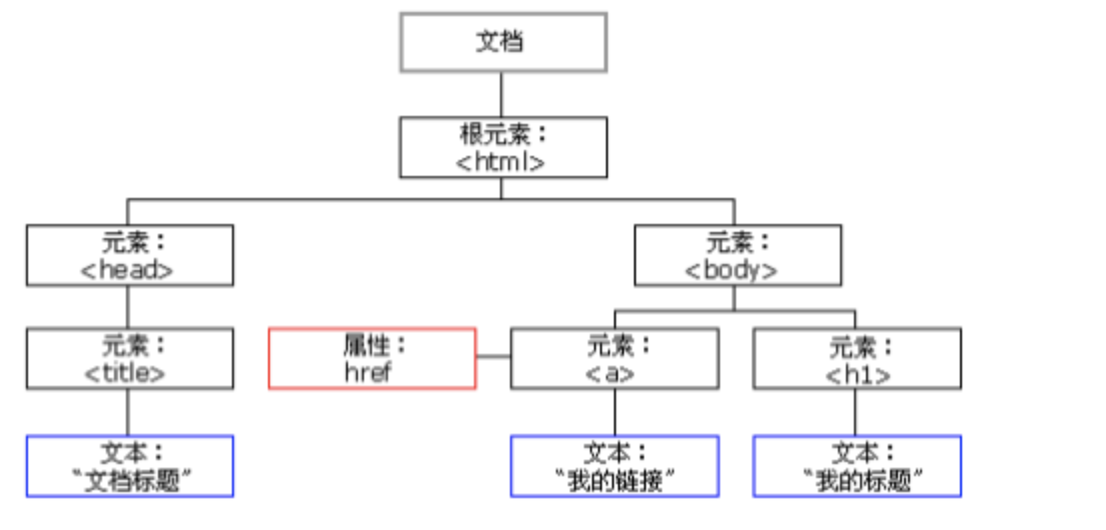 文档
根元素：
<html>
元素：
<head>
元素：
<body>
元素：
<title>
属性：
href
元素：
<a>
元素：
<h1>
文本：
“文档标题”
文本：
“我的链接”
文本：
“我的标题”